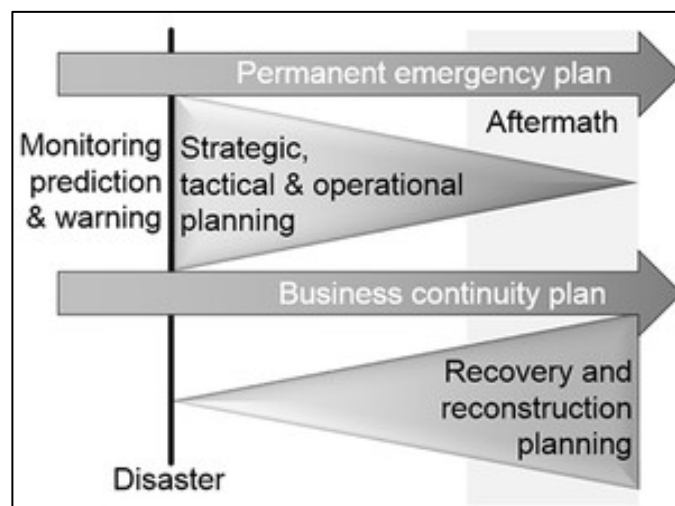 Permanent emergency plan
Aftermath
Monitoring
prediction
& warning
Strategic,
tactical & operational
planning
Business continuity plan
Recovery and
reconstruction
planning
Disaster